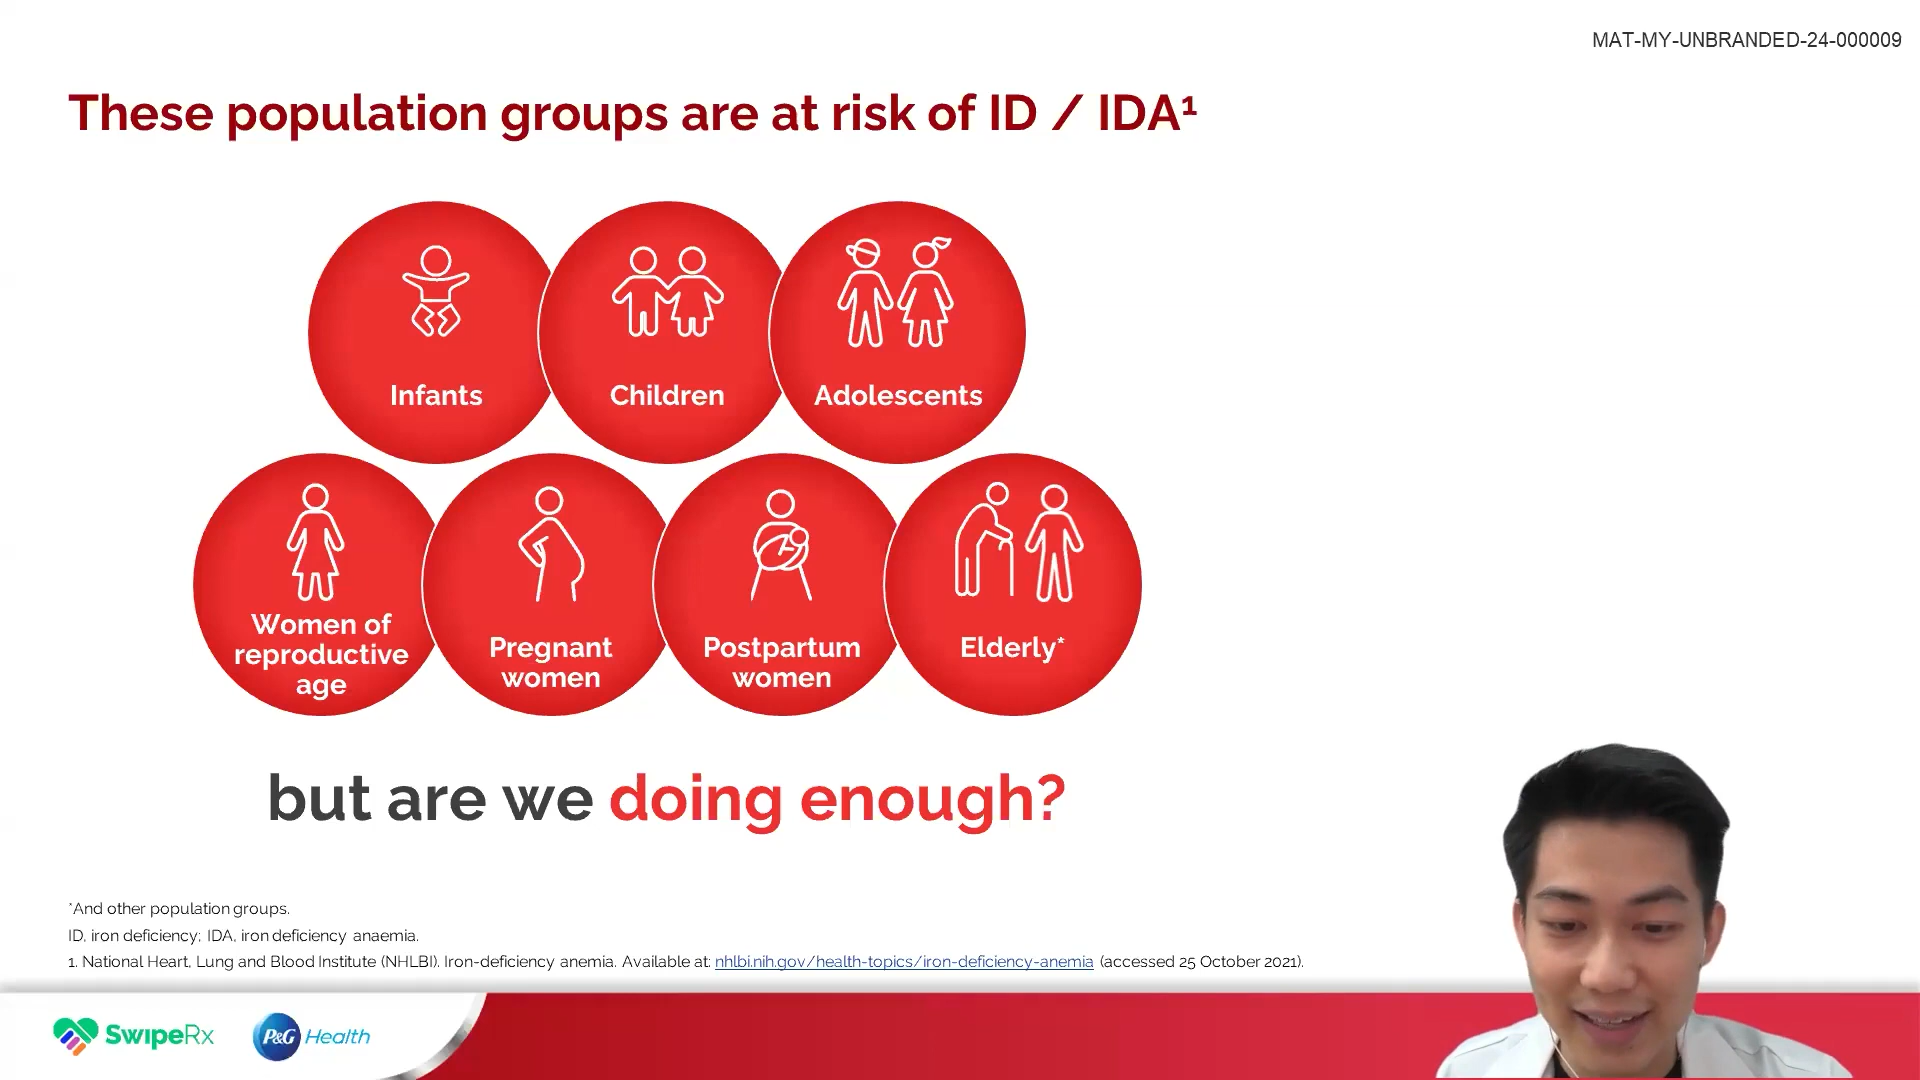 MAT-MY-UNBRANDED-24-000009
These population groups are at risk of ID / IDA¹
Infants
Children
Adolescents
Women of
reproductive
age
Pregnant
women
Postpartum
women
Elderly*
but are we doing enough?
*And other population groups.
ID, iron deficiency; IDA, iron deficiency anaemia.
1. National Heart, Lung and Blood Institute (NHLBI). Iron-deficiency anemia. Available at: nhlbi.nih.gov/health-topics/iron-deficiency-anemia (accessed 25 October 2021).
SwipeRx
P&G Health